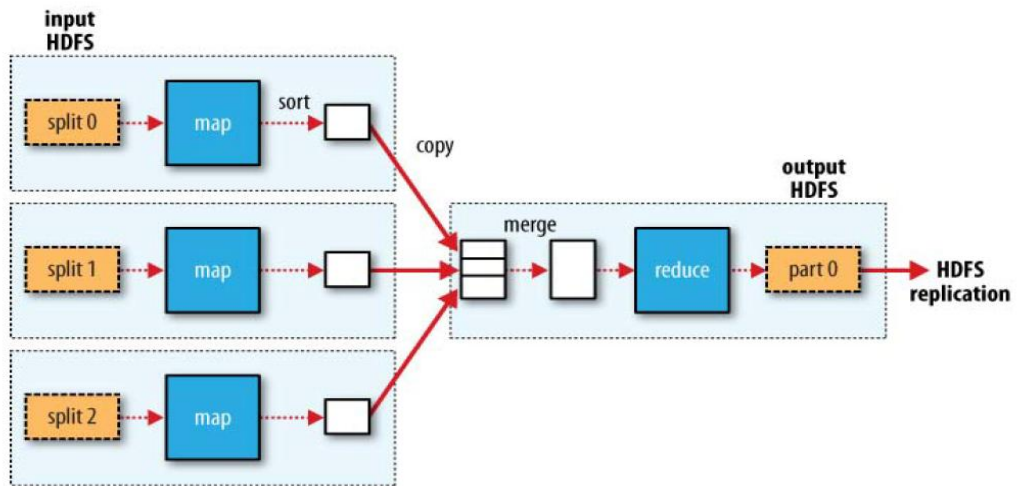 input
HDFS
split 0
map
sort
copy
split 1
map
split 2
map
output
HDFS
merge
reduce
part 0
HDFS
replication